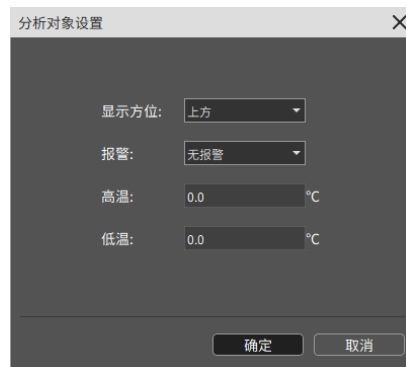 分析对象设置
显示方位: 上方
报警: 无报警
高温: 0.0 °C
低温: 0.0 °C
确定 取消